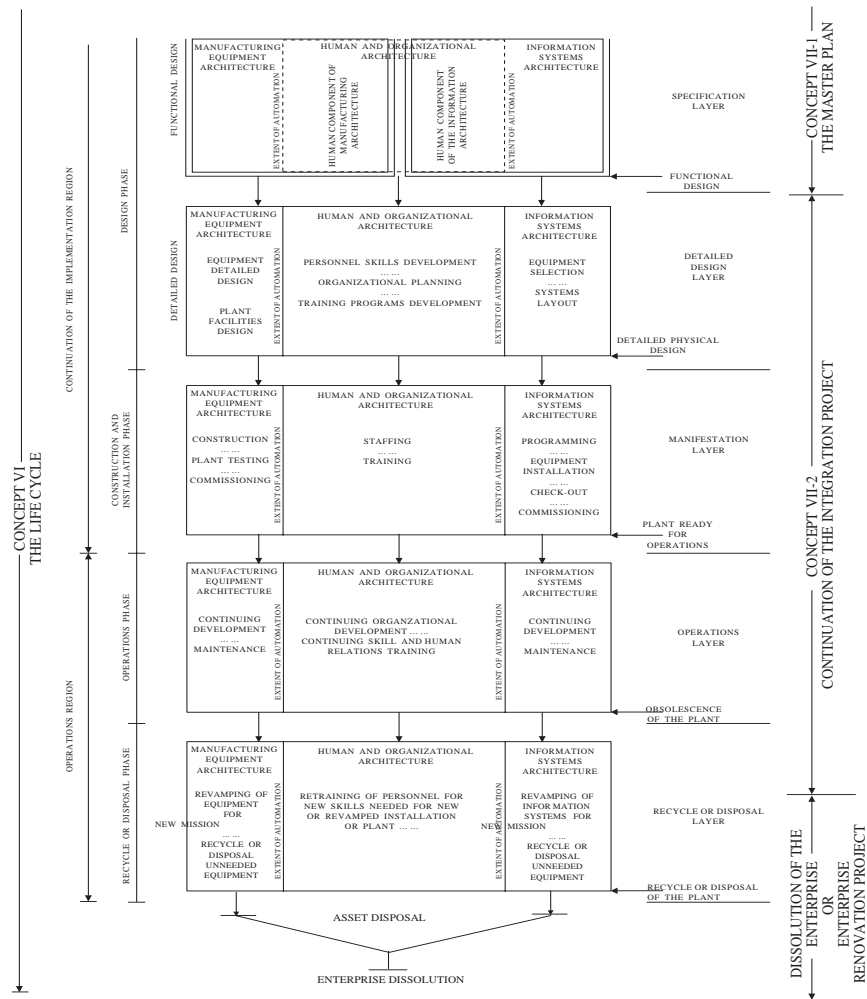 CONCEPT VI
THE LIFE CYCLE
CONTINUATION OF THE IMPLEMENTATION REGION
OPERATIONS REGION
DESIGN PHASE
CONSTRUCTION AND
INSTALLATION PHASE
OPERATIONS PHASE
RECYCLE OR DISPOSAL PHASE
FUNCTIONAL DESIGN
MANUFACTURING
EQUIPMENT
ARCHITECTURE
EXTENT OF AUTOMATION
HUMAN AND ORGANIZATIONAL
ARCHITECTURE
HUMAN COMPONENT OF
MANUFACTURING
ARCHITECTURE
HUMAN COMPONENT
OF THE INFORMATION
ARCHITECTURE
EXTENT OF AUTOMATION
INFORMATION
SYSTEMS
ARCHITECTURE
SPECIFICATION
LAYER
FUNCTIONAL
DESIGN
DETAILED DESIGN
MANUFACTURING
EQUIPMENT
ARCHITECTURE
EQUIPMENT
DETAILED
DESIGN
PLANT
FACILITIES
DESIGN
EXTENT OF AUTOMATION
HUMAN AND ORGANIZATIONAL
ARCHITECTURE
PERSONNEL SKILLS DEVELOPMENT
... ...
ORGANIZATIONAL PLANNING
... ...
TRAINING PROGRAMS DEVELOPMENT
EXTENT OF AUTOMATION
INFORMATION
SYSTEMS
ARCHITECTURE
EQUIPMENT
SELECTION
... ...
SYSTEMS
LAYOUT
DETAILED
DESIGN
LAYER
DETAILED PHYSICAL
DESIGN
MANUFACTURING
EQUIPMENT
ARCHITECTURE
CONSTRUCTION
... ...
PLANT TESTING
... ...
COMMISSIONING
EXTENT OF AUTOMATION
HUMAN AND ORGANIZATIONAL
ARCHITECTURE
STAFFING
... ...
TRAINING
EXTENT OF AUTOMATION
INFORMATION
SYSTEMS
ARCHITECTURE
PROGRAMMING
... ...
EQUIPMENT
INSTALLATION
... ...
CHECK-OUT
... ...
COMMISSIONING
MANIFESTATION
LAYER
PLANT READY
FOR
OPERATIONS
MANUFACTURING
EQUIPMENT
ARCHITECTURE
CONTINUING
DEVELOPMENT
... ...
MAINTENANCE
EXTENT OF AUTOMATION
HUMAN AND ORGANIZATIONAL
ARCHITECTURE
CONTINUING ORGANZATIONAL
DEVELOPMENT ... ...
CONTINUING SKILL AND HUMAN
RELATIONS TRAINING
EXTENT OF AUTOMATION
INFORMATION
SYSTEMS
ARCHITECTURE
CONTINUING
DEVELOPMENT
... ...
MAINTENANCE
OPERATIONS
LAYER
OBSOLESCENCE
OF THE PLANT
MANUFACTURING
EQUIPMENT
ARCHITECTURE
REVAMPING OF
EQUIPMENT
FOR
NEW MISSION
... ...
RECYCLE OR
DISPOSAL
UNNEEDED
EQUIPMENT
EXTENT OF AUTOMATION
HUMAN AND ORGANIZATIONAL
ARCHITECTURE
RETRAINING OF PERSONNEL FOR
NEW SKILLS NEEDED FOR NEW
OR REVAMPED INSTALLATION
OR PLANT ... ...
EXTENT OF AUTOMATION
INFORMATION
SYSTEMS
ARCHITECTURE
REVAMPING OF
INFORMATION
SYSTEMS FOR
NEW MISSION
... ...
RECYCLE OR
DISPOSAL
UNNEEDED
EQUIPMENT
RECYCLE OR DISPOSAL
LAYER
RECYCLE OR DISPOSAL
OF THE PLANT
ASSET DISPOSAL
ENTERPRISE DISSOLUTION
CONCEPT VII-1
THE MASTER PLAN
CONCEPT VII-2
CONTINUATION OF THE INTEGRATION PROJECT
DISSOLUTION OF THE
ENTERPRISE
OR
ENTERPRISE
RENOVATION PROJECT